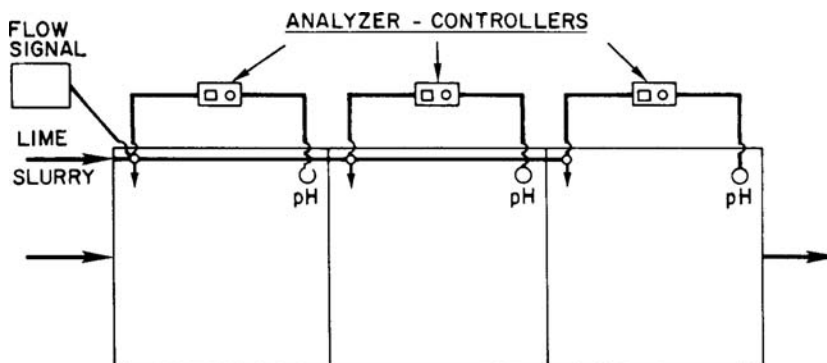 ANALYZER - CONTROLLERS
FLOW
SIGNAL
LIME
SLURRY
pH
pH
pH